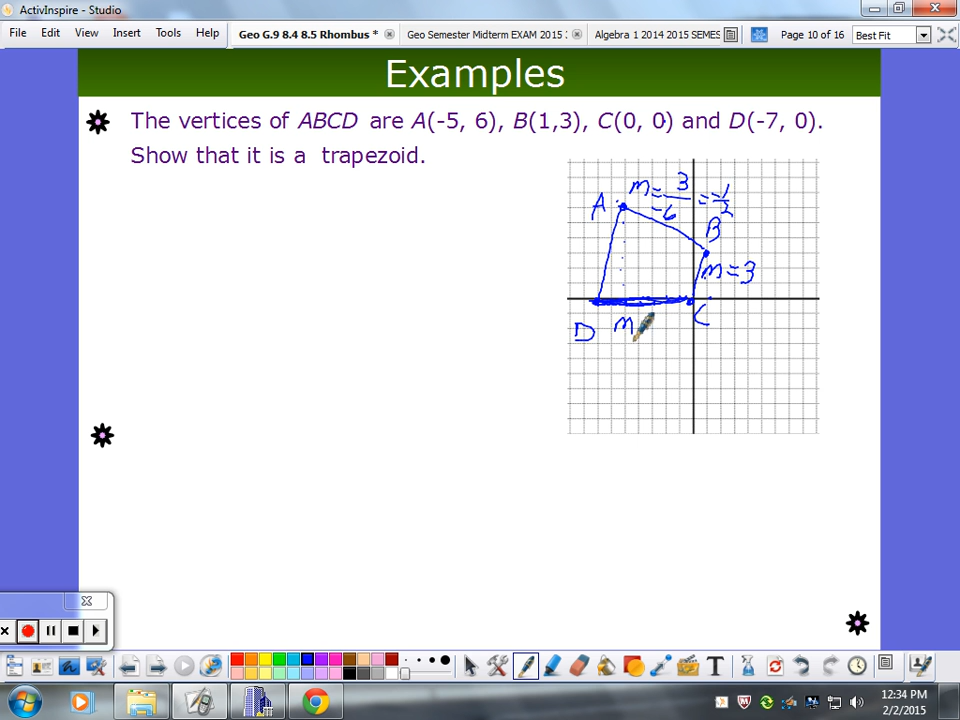 ActivInspire - Studio
File Edit View Insert Tools Help
Geo G.9 8.4 8.5 Rhombus *
Geo Semester Midterm EXAM 2015
Algebra 1 2014 2015 SEMES
Page 10 of 16
Best Fit
Examples
The vertices of ABCD are A(-5, 6), B(1,3), C(0, 0) and D(-7, 0).
Show that it is a trapezoid.
A m = 3/-6 = -1/2
B
m = 3
D m C
T
12:34 PM
2/2/2015